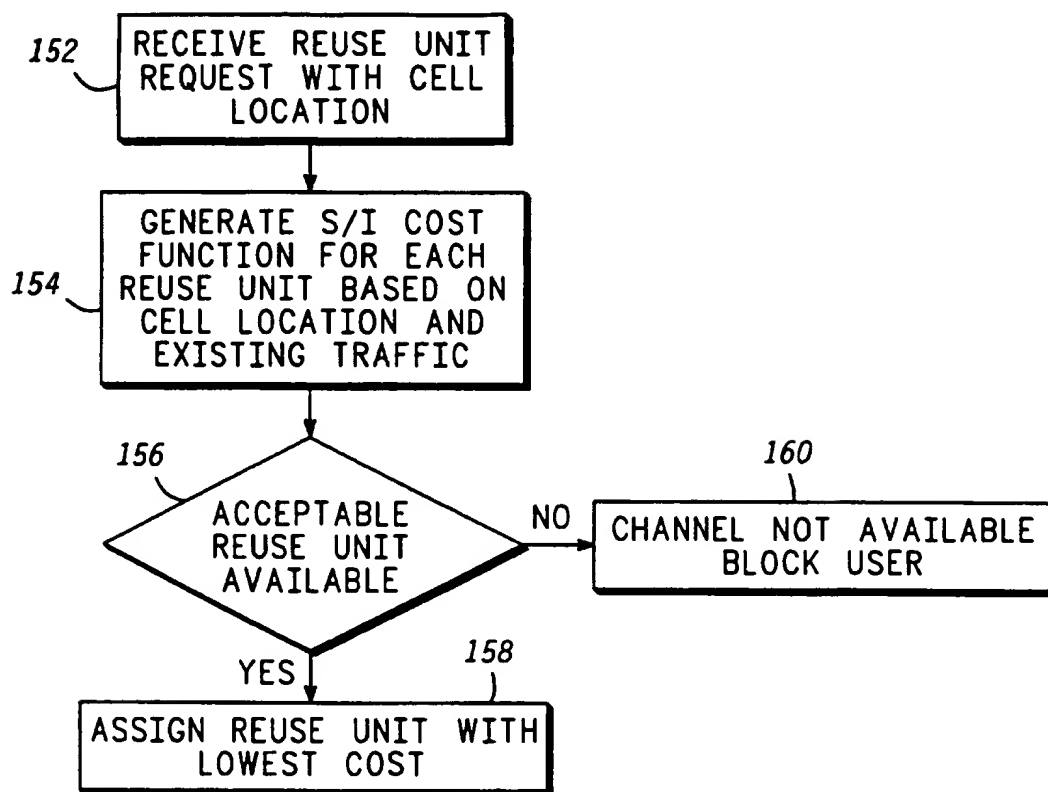 152
RECEIVE REUSE UNIT
REQUEST WITH CELL
LOCATION
154
GENERATE S/I COST
FUNCTION FOR EACH
REUSE UNIT BASED ON
CELL LOCATION AND
EXISTING TRAFFIC
156
ACCEPTABLE
REUSE UNIT
AVAILABLE
NO
160
CHANNEL NOT AVAILABLE
BLOCK USER
YES
158
ASSIGN REUSE UNIT WITH
LOWEST COST